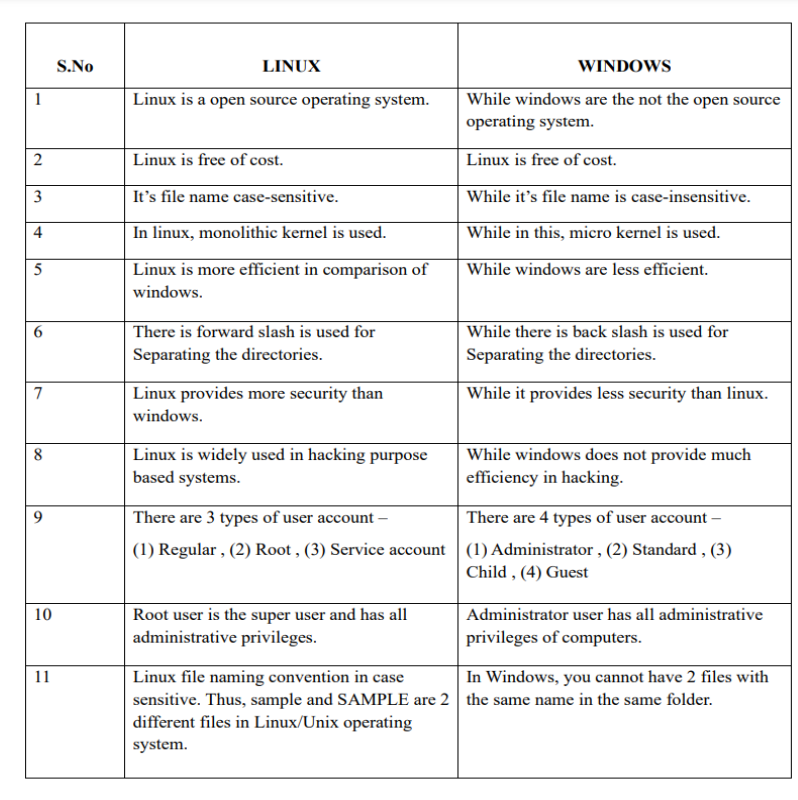 S.No LINUX WINDOWS
1 Linux is a open source operating system. While windows are the not the open source
operating system.
2 Linux is free of cost. Linux is free of cost.
3 It’s file name case-sensitive. While it’s file name is case-insensitive.
4 In linux, monolithic kernel is used. While in this, micro kernel is used.
5 Linux is more efficient in comparison of
windows.
While windows are less efficient.
6 There is forward slash is used for
Separating the directories.
While there is back slash is used for
Separating the directories.
7 Linux provides more security than
windows.
While it provides less security than linux.
8 Linux is widely used in hacking purpose
based systems.
While windows does not provide much
efficiency in hacking.
9 There are 3 types of user account –
(1) Regular , (2) Root , (3) Service account
There are 4 types of user account –
(1) Administrator , (2) Standard , (3)
Child , (4) Guest
10 Root user is the super user and has all
administrative privileges.
Administrator user has all administrative
privileges of computers.
11 Linux file naming convention in case
sensitive. Thus, sample and SAMPLE are 2
different files in Linux/Unix operating
system.
In Windows, you cannot have 2 files with
the same name in the same folder.